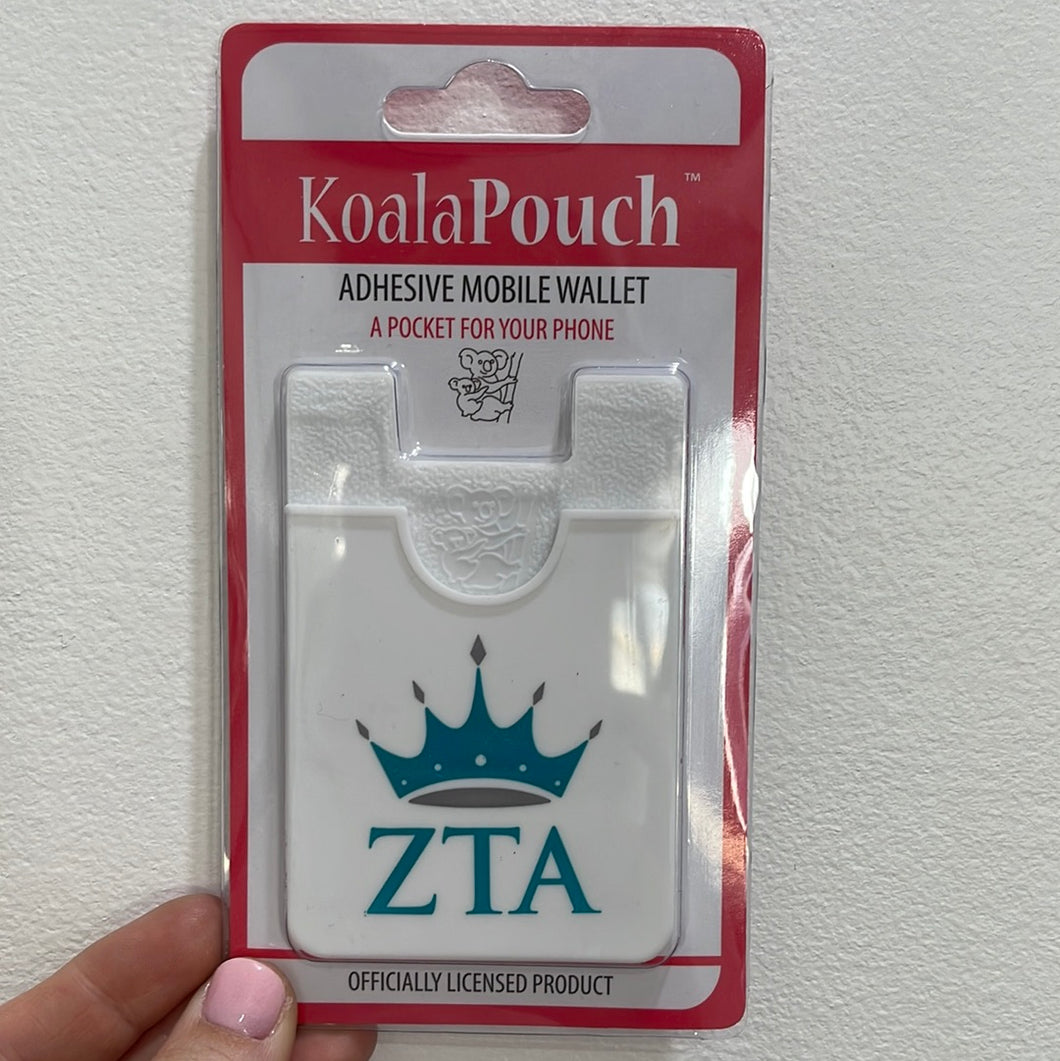 KoalaPouch™
ADHESIVE MOBILE WALLET
A POCKET FOR YOUR PHONE
ZTA
OFFICIALLY LICENSED PRODUCT